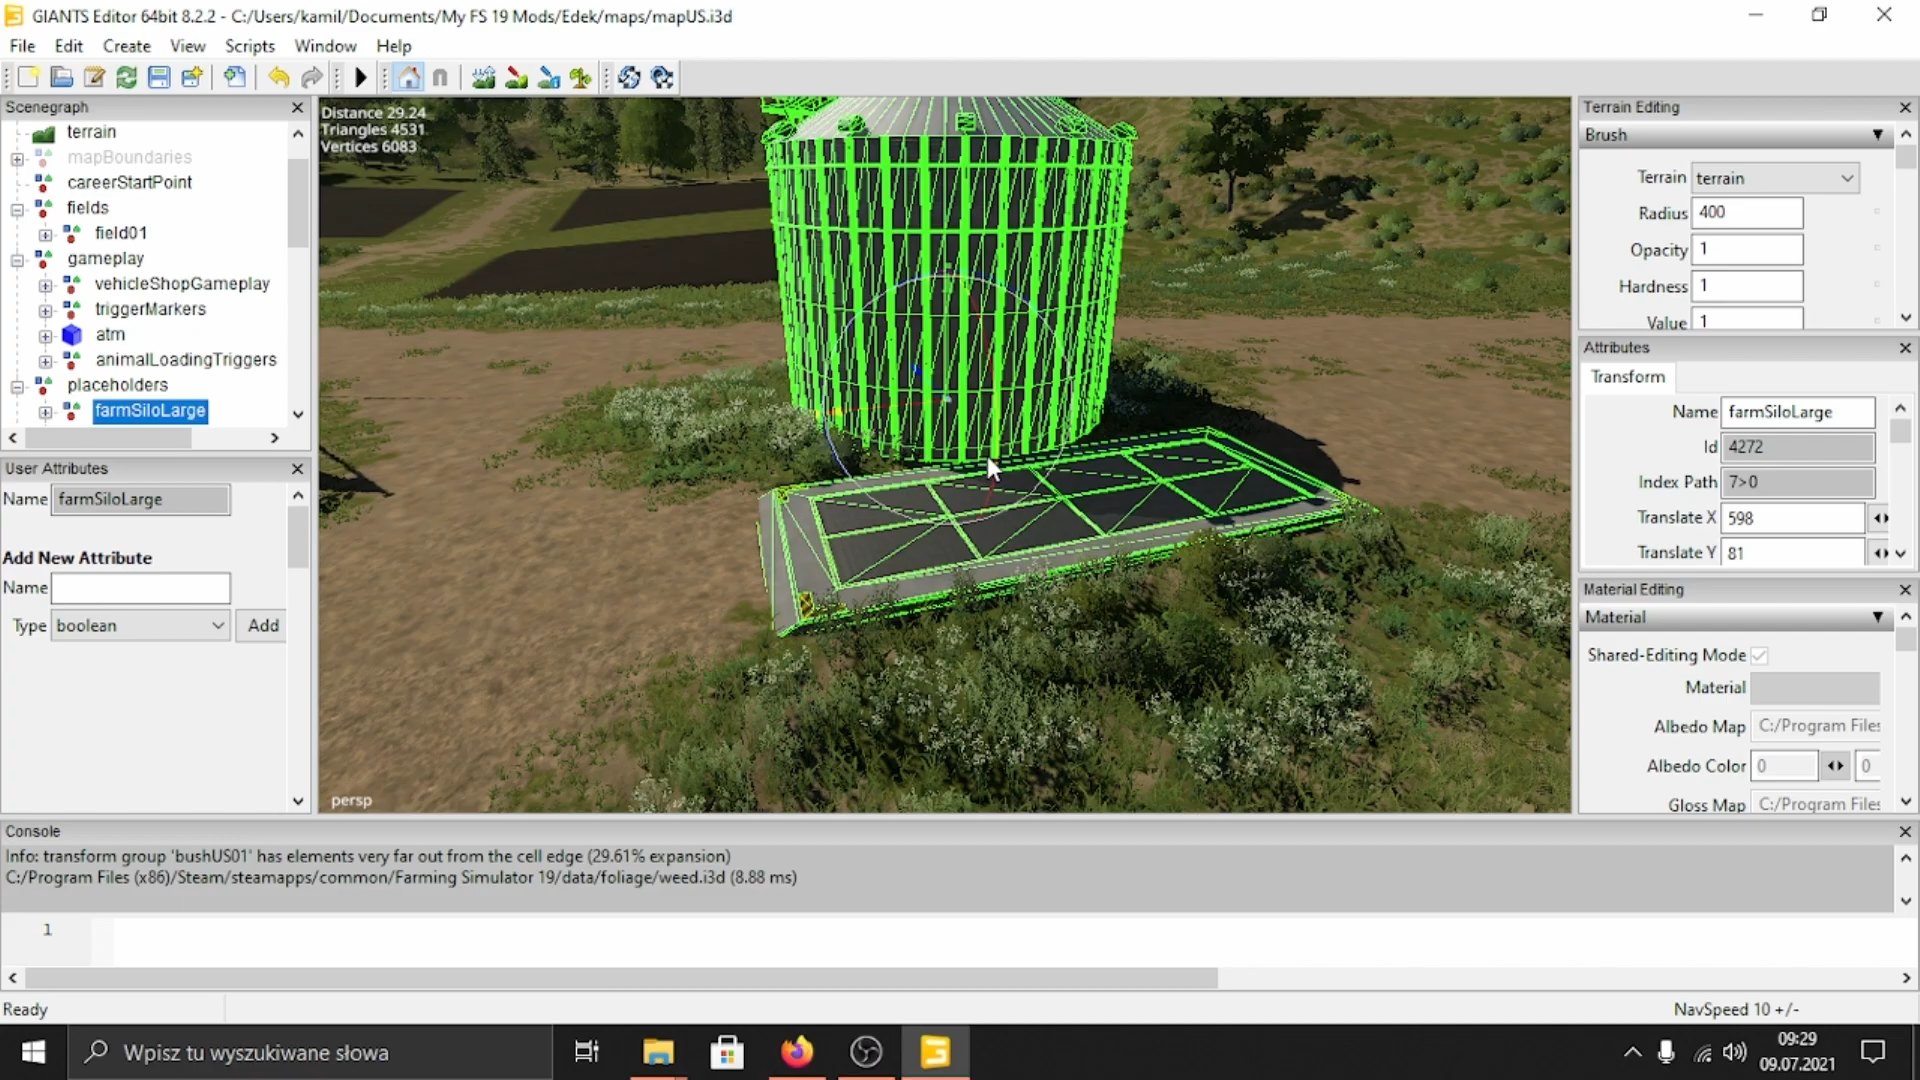 GIANTS Editor 64bit 8.2.2 - C:/Users/kamil/Documents/My FS 19 Mods/Edek/maps/mapUS.i3d
File Edit Create View Scripts Window Help
Scenegraph
terrain
mapBoundaries
careerStartPoint
fields
field01
gameplay
vehicleShopGameplay
triggerMarkers
atm
animalLoadingTriggers
placeholders
farmSiloLarge
User Attributes
Name farmSiloLarge
Add New Attribute
Name
Type boolean Add
Distance 29.24
Triangles 4531
Vertices 6083
persp
Terrain Editing
Brush
Terrain terrain
Radius 400
Opacity 1
Hardness 1
Value 1
Attributes
Transform
Name farmSiloLarge
Id 4272
Index Path 7>0
Translate X 598
Translate Y 81
Material Editing
Material
Shared-Editing Mode
Material
Albedo Map C:/Program Files
Albedo Color 0 0
Gloss Map C:/Program Files
Console
Info: transform group 'bushUS01' has elements very far out from the cell edge (29.61% expansion)
C:/Program Files (x86)/Steam/steamapps/common/Farming Simulator 19/data/foliage/weed.i3d (8.88 ms)
1
Ready
NavSpeed 10 +/-
Wpisz tu wyszukiwane słowa
09:29
09.07.2021